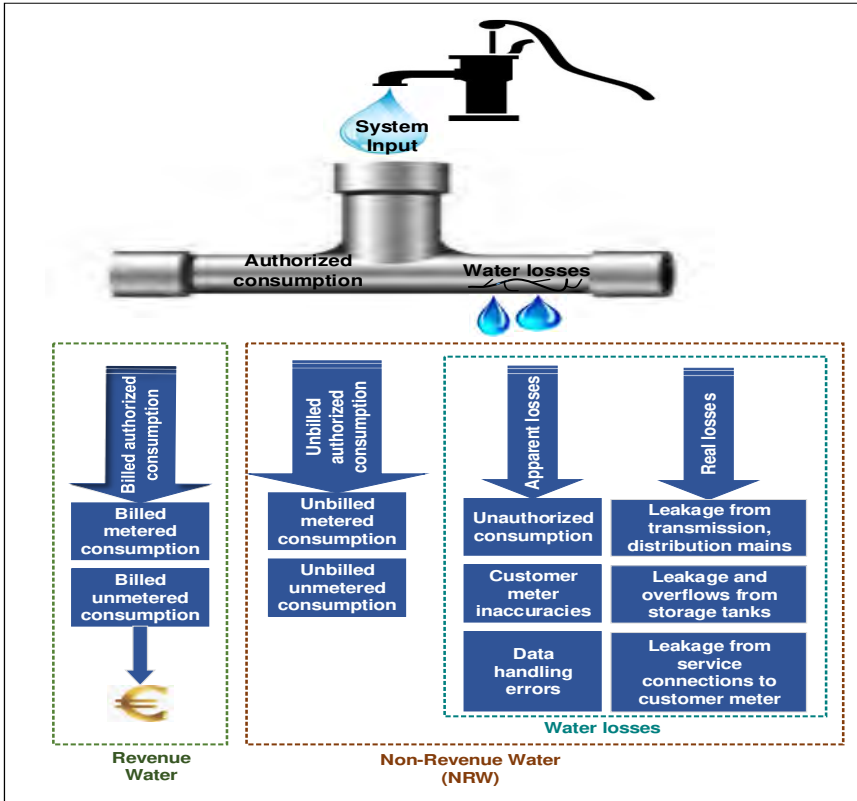 System
Input
Authorized
consumption
Water losses
Billed authorized
consumption
Billed
metered
consumption
Billed
unmetered
consumption
€
Revenue
Water
Unbilled
authorized
consumption
Unbilled
metered
consumption
Unbilled
unmetered
consumption
Apparent losses
Unauthorized
consumption
Customer
meter
inaccuracies
Data
handling
errors
Real losses
Leakage from
transmission,
distribution mains
Leakage and
overflows from
storage tanks
Leakage from
service
connections to
customer meter
Water losses
Non-Revenue Water
(NRW)